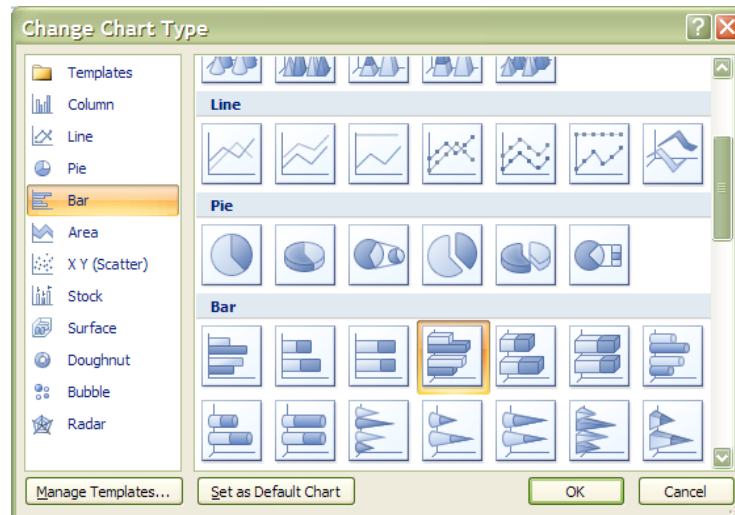 Change Chart Type
Templates
Column
Line
Pie
Bar
Area
X Y (Scatter)
Stock
Surface
Doughnut
Bubble
Radar
Line
Pie
Bar
Manage Templates...
Set as Default Chart
OK
Cancel